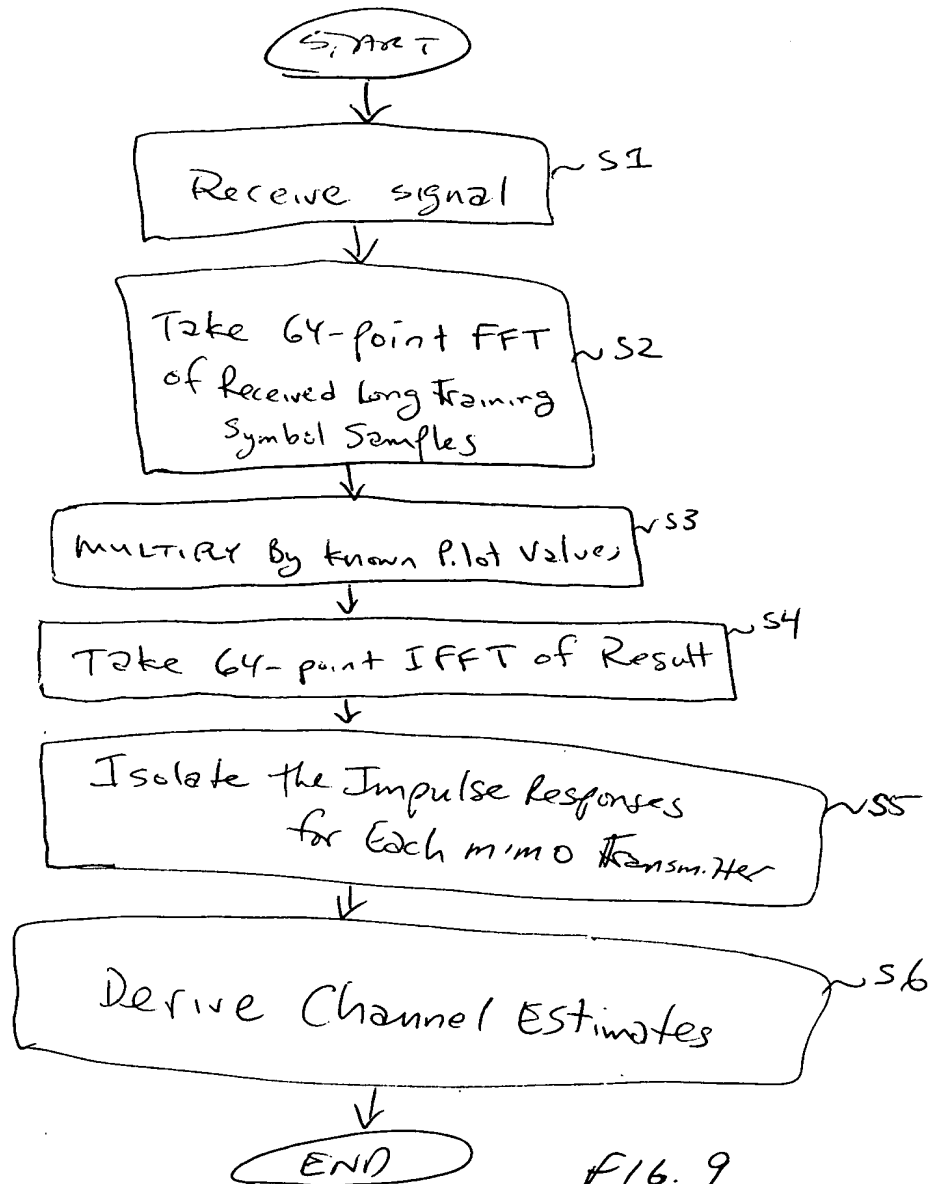 START
Receive signal
S1
Take 64-point FFT
of Received Long Training
Symbol Samples
S2
MULTIPLY By Known Pilot Values
S3
Take 64-point IFFT of Result
S4
Isolate the Impulse Responses
for Each MIMO Transmitter
S5
Derive Channel Estimates
S6
END
FIG. 9